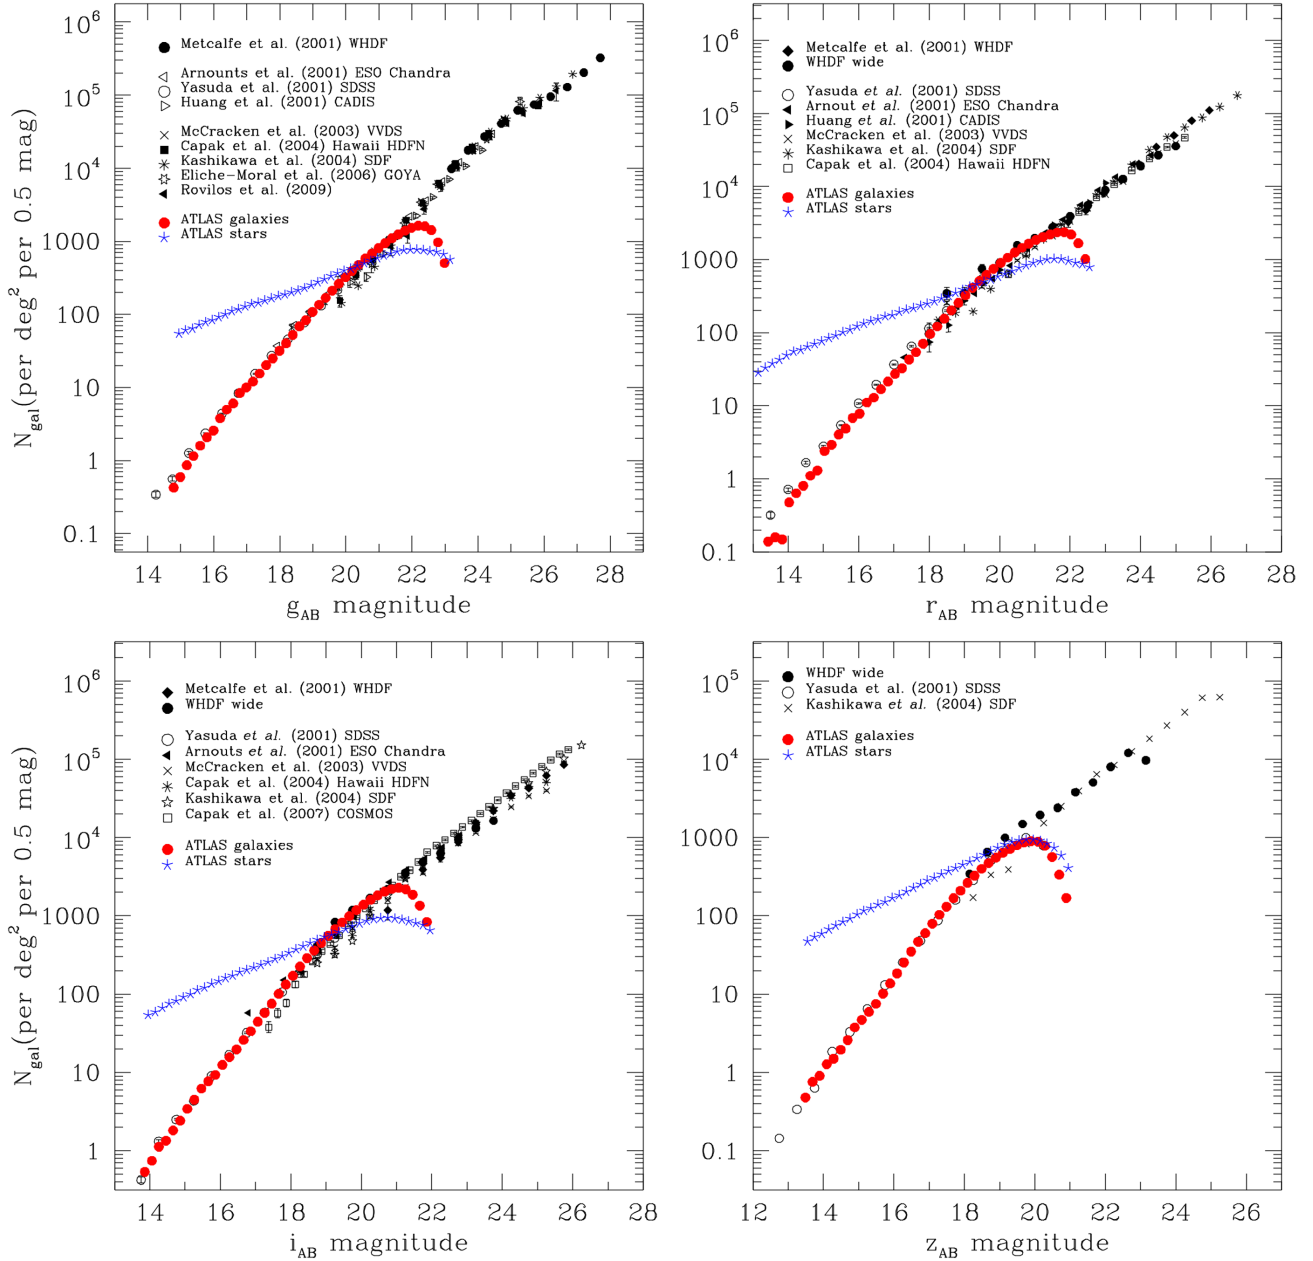 10^6
10^5
10^4
1000
100
10
1
0.1
N_gal(per deg^2 per 0.5 mag)
Metcalfe et al. (2001) WHDF
Arnounts et al. (2001) ESO Chandra
Yasuda et al. (2001) SDSS
Huang et al. (2001) CADIS
McCracken et al. (2003) VVDS
Capak et al. (2004) Hawaii HDFN
Kashikawa et al. (2004) SDF
Eliche-Moral et al. (2006) GOYA
Rovilos et al. (2009)
ATLAS galaxies
ATLAS stars
14 16 18 20 22 24 26 28
g_AB magnitude
10^6
10^5
10^4
1000
100
10
1
0.1
Metcalfe et al. (2001) WHDF
WHDF wide
Yasuda et al. (2001) SDSS
Arnout et al. (2001) ESO Chandra
Huang et al. (2001) CADIS
McCracken et al. (2003) VVDS
Kashikawa et al. (2004) SDF
Capak et al. (2004) Hawaii HDFN
ATLAS galaxies
ATLAS stars
14 16 18 20 22 24 26 28
r_AB magnitude
10^6
10^5
10^4
1000
100
10
1
N_gal(per deg^2 per 0.5 mag)
Metcalfe et al. (2001) WHDF
WHDF wide
Yasuda et al. (2001) SDSS
Arnouts et al. (2001) ESO Chandra
McCracken et al. (2003) VVDS
Capak et al. (2004) Hawaii HDFN
Kashikawa et al. (2004) SDF
Capak et al. (2007) COSMOS
ATLAS galaxies
ATLAS stars
14 16 18 20 22 24 26 28
i_AB magnitude
10^5
10^4
1000
100
10
1
0.1
WHDF wide
Yasuda et al. (2001) SDSS
Kashikawa et al. (2004) SDF
ATLAS galaxies
ATLAS stars
12 14 16 18 20 22 24 26
z_AB magnitude